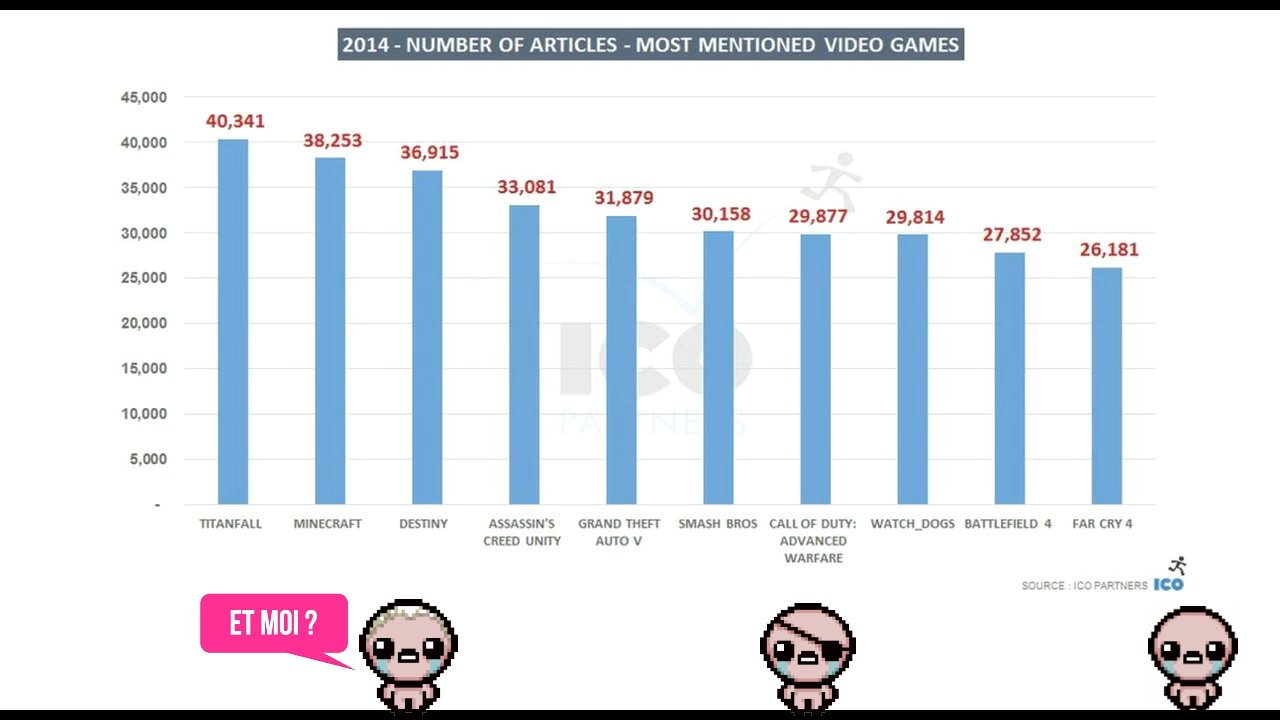 2014 - NUMBER OF ARTICLES - MOST MENTIONED VIDEO GAMES
45,000
40,000
35,000
30,000
25,000
20,000
15,000
10,000
5,000
-
40,341
38,253
36,915
33,081
31,879
30,158
29,877
29,814
27,852
26,181
ICO
PARTNERS
TITANFALL
MINECRAFT
DESTINY
ASSASSIN'S
CREED UNITY
GRAND THEFT
AUTO V
SMASH BROS
CALL OF DUTY:
ADVANCED
WARFARE
WATCH_DOGS
BATTLEFIELD 4
FAR CRY 4
SOURCE : ICO PARTNERS ICO
ET MOI ?